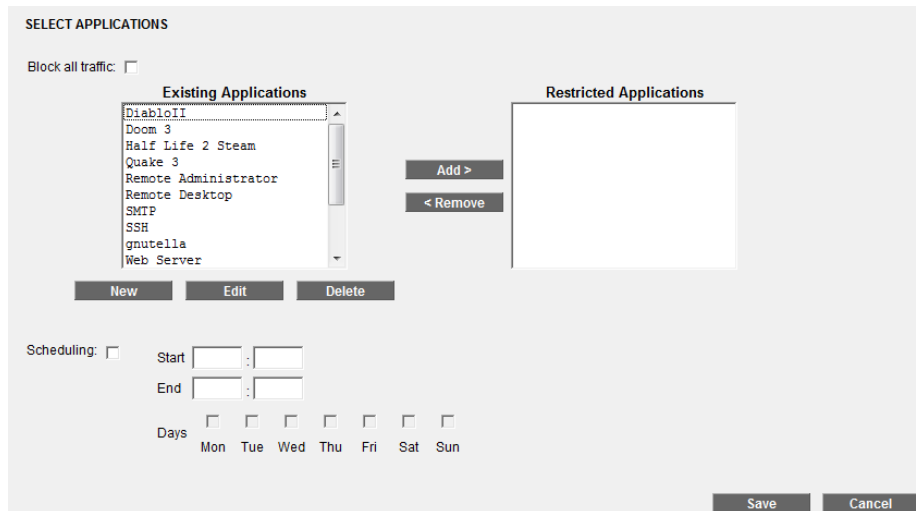 SELECT APPLICATIONS
Block all traffic:
Existing Applications
Restricted Applications
DiabloII
Doom 3
Half Life 2 Steam
Quake 3
Remote Administrator
Remote Desktop
SMTP
SSH
gnutella
Web Server
Add >
< Remove
New Edit Delete
Scheduling:
Start :
End :
Days
Mon Tue Wed Thu Fri Sat Sun
Save Cancel